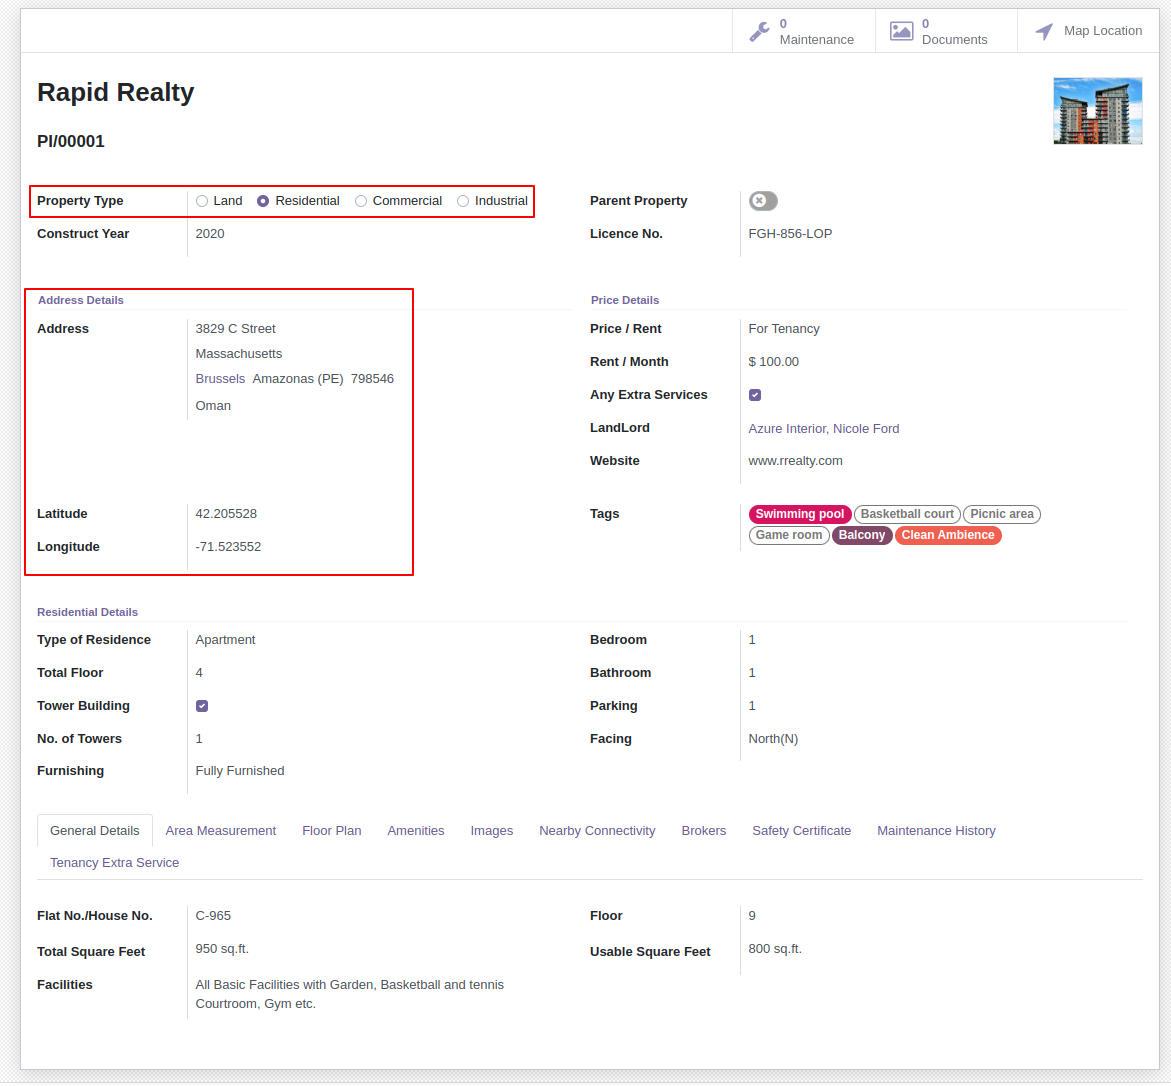 0
Maintenance
0
Documents
Map Location
Rapid Realty
PI/00001
Property Type Land Residential Commercial Industrial
Parent Property
Construct Year 2020
Licence No. FGH-856-LOP
Address Details
Address 3829 C Street
Massachusetts
Brussels Amazonas (PE) 798546
Oman
Latitude 42.205528
Longitude -71.523552
Price Details
Price / Rent For Tenancy
Rent / Month $ 100.00
Any Extra Services
LandLord Azure Interior, Nicole Ford
Website www.rrealty.com
Tags Swimming pool Basketball court Picnic area
Game room Balcony Clean Ambience
Residential Details
Type of Residence Apartment
Total Floor 4
Tower Building
No. of Towers 1
Furnishing Fully Furnished
Bedroom 1
Bathroom 1
Parking 1
Facing North(N)
General Details Area Measurement Floor Plan Amenities Images Nearby Connectivity Brokers Safety Certificate Maintenance History
Tenancy Extra Service
Flat No./House No. C-965
Total Square Feet 950 sq.ft.
Facilities All Basic Facilities with Garden, Basketball and tennis
Courtroom, Gym etc.
Floor 9
Usable Square Feet 800 sq.ft.